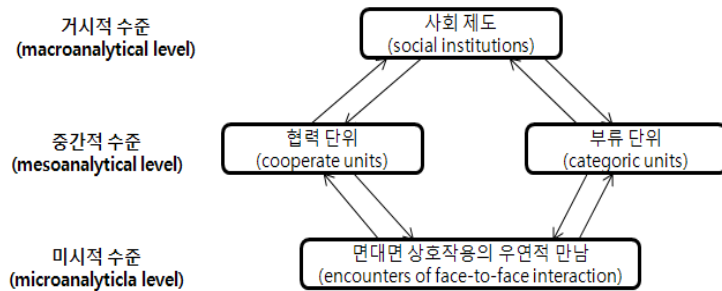 거시적 수준
(macroanalytical level)
사회 제도
(social institutions)
중간적 수준
(mesoanalytical level)
협력 단위
(cooperate units)
부류 단위
(categoric units)
미시적 수준
(microanalyticla level)
면대면 상호작용의 우연적 만남
(encounters of face-to-face interaction)